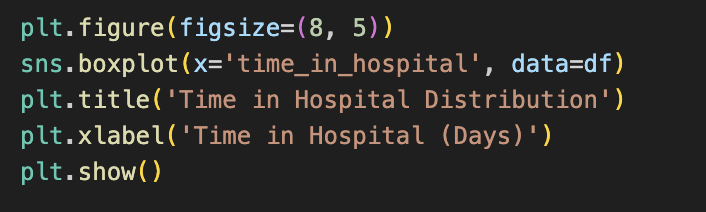 plt.figure(figsize=(8, 5))
sns.boxplot(x='time_in_hospital', data=df)
plt.title('Time in Hospital Distribution')
plt.xlabel('Time in Hospital (Days)')
plt.show()